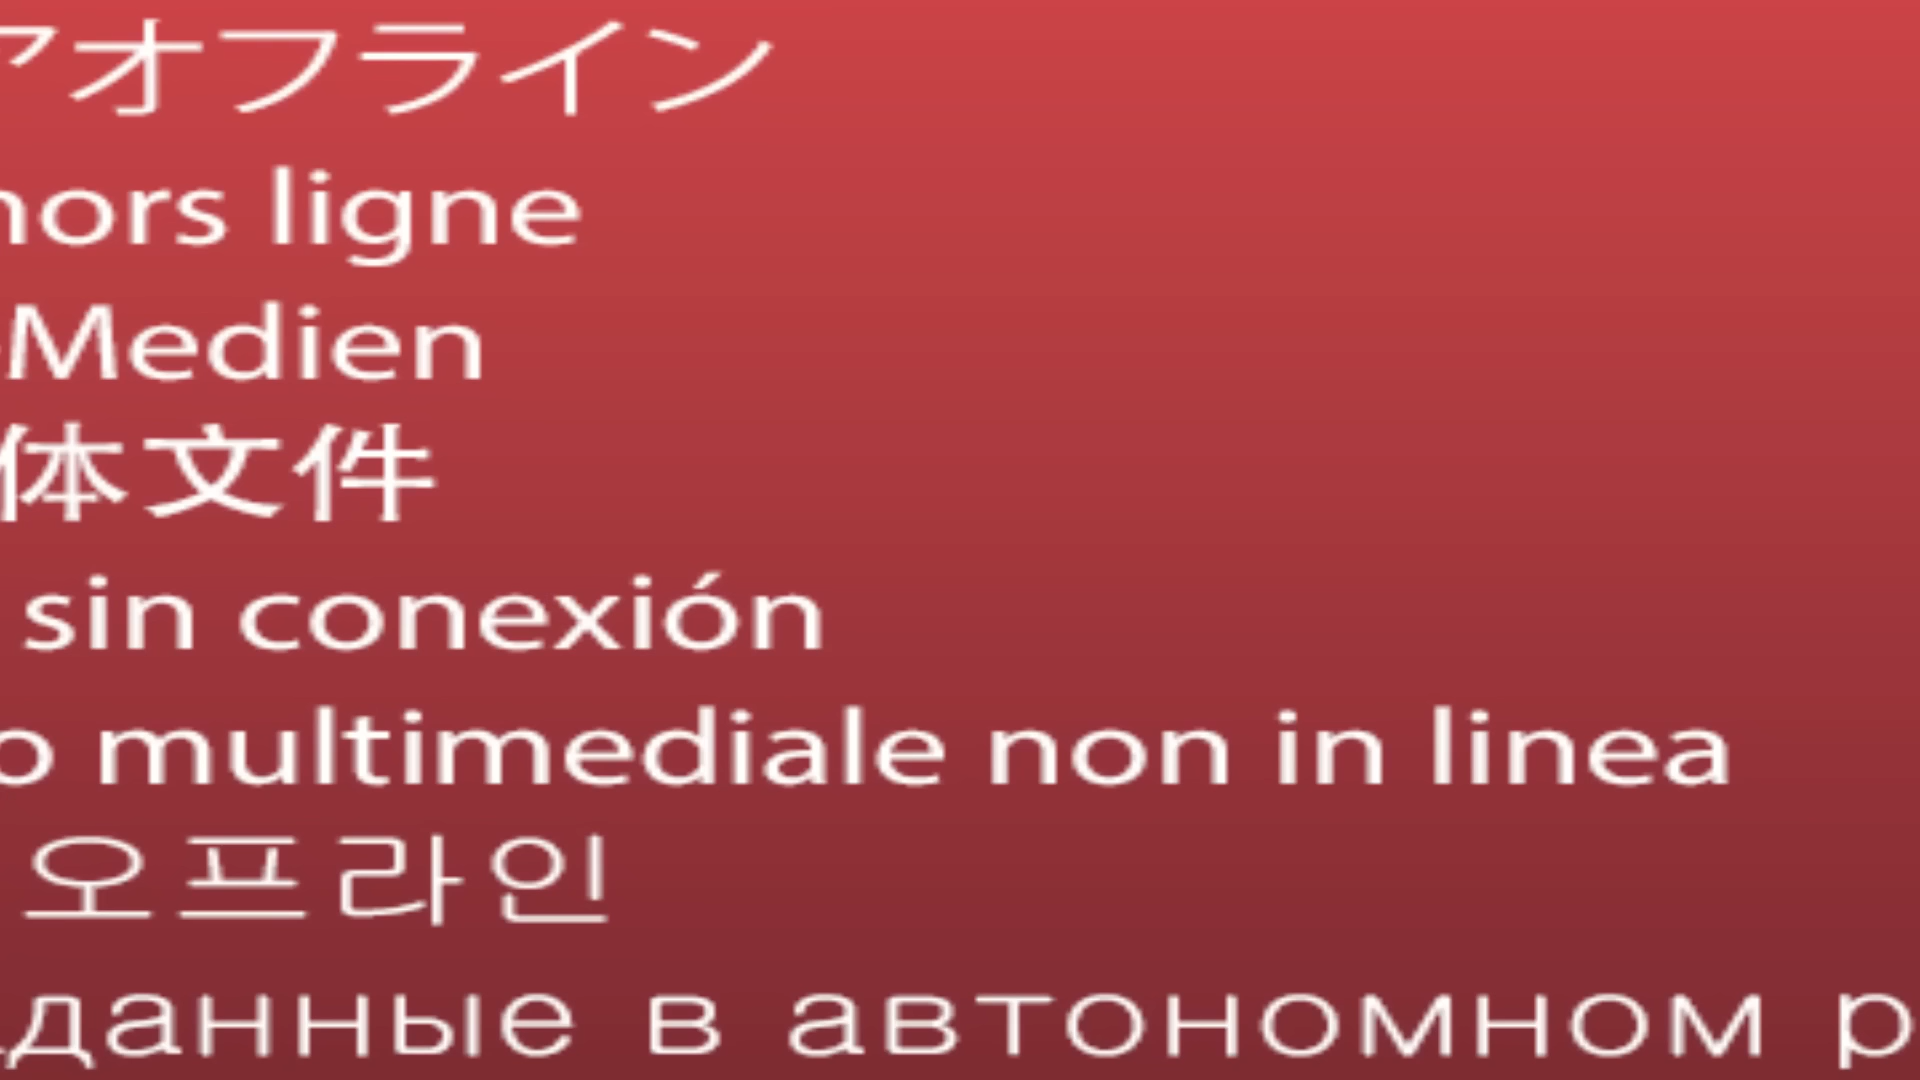 アオフライン
hors ligne
-Medien
体文件
sin conexión
o multimediale non in linea
오프라인
данные в автономном р